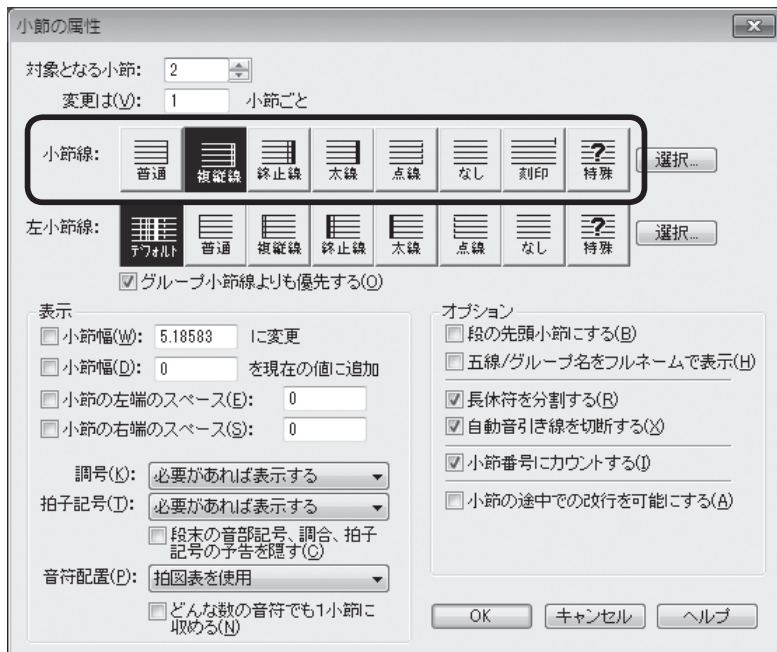 小節の属性
対象となる小節: 2
変更は(V): 1 小節ごと
小節線: 普通 複縦線 終止線 太線 点線 なし 刻印 特殊 選択...
左小節線: デフォルト 普通 複縦線 終止線 太線 点線 なし 特殊 選択...
グループ小節線よりも優先する(O)
表示
小節幅(W): 5.18583 に変更
小節幅(D): 0 を現在の値に追加
小節の左端のスペース(E): 0
小節の右端のスペース(S): 0
調号(K): 必要があれば表示する
拍子記号(T): 必要があれば表示する
段末の音部記号、調合、拍子
記号の予告を隠す(C)
音符配置(P): 拍図表を使用
どんな数の音符でも1小節に
収める(N)
オプション
段の先頭小節にする(B)
五線/グループ名をフルネームで表示(H)
長休符を分割する(R)
自動音引き線を切断する(X)
小節番号にカウントする(I)
小節の途中での改行を可能にする(A)
OK キャンセル ヘルプ